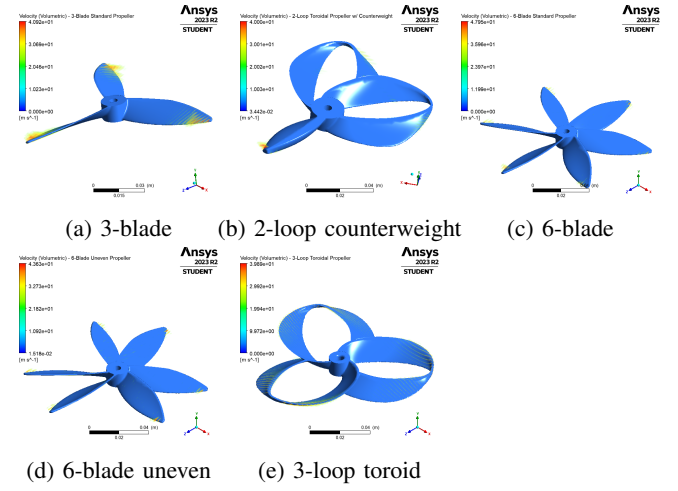 Velocity (Volumetric) - 3-Blade Standard Propeller
4.092e+01
3.069e+01
2.046e+01
1.023e+01
0.000e+00
[m s^-1]
Ansys
2023 R2
STUDENT
0 0.03 (m)
0.015
Y
Z X
(a) 3-blade
Velocity (Volumetric) - 2-Loop Toroidal Propeller w/ Counterweight
4.000e+01
3.001e+01
2.002e+01
1.003e+01
3.442e-02
[m s^-1]
Ansys
2023 R2
STUDENT
0 0.04 (m)
0.02
X
(b) 2-loop counterweight
Velocity (Volumetric) - 6-Blade Standard Propeller
4.795e+01
3.596e+01
2.397e+01
1.199e+01
0.000e+00
[m s^-1]
Ansys
2023 R2
STUDENT
0
0.02
Y
Z X
(c) 6-blade
Velocity (Volumetric) - 6-Blade Uneven Propeller
4.363e+01
3.273e+01
2.182e+01
1.092e+01
1.518e-02
[m s^-1]
Ansys
2023 R2
STUDENT
0 0.04 (m)
0.02
Y
Z X
(d) 6-blade uneven
Velocity (Volumetric) - 3-Loop Toroidal Propeller
3.989e+01
2.992e+01
1.994e+01
9.972e+00
0.000e+00
[m s^-1]
Ansys
2023 R2
STUDENT
0 0.04 (m)
0.02
Y
Z X
(e) 3-loop toroid